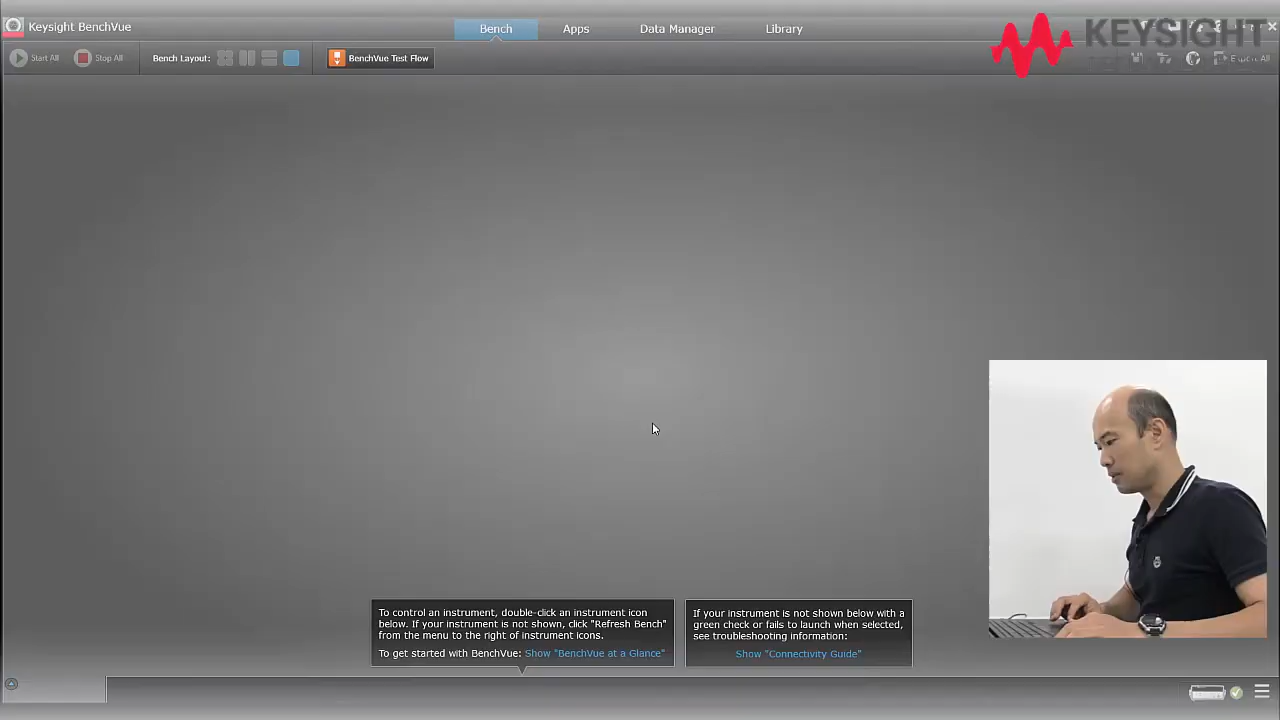 Keysight BenchVue
Bench
Apps
Data Manager
Library
KEYSIGHT
Start All
Stop All
Bench Layout:
BenchVue Test Flow
To control an instrument, double-click an instrument icon
below. If your instrument is not shown, click "Refresh Bench"
from the menu to the right of instrument icons.
To get started with BenchVue: Show "BenchVue at a Glance"
If your instrument is not shown below with a
green check or fails to launch when selected,
see troubleshooting information:
Show "Connectivity Guide"